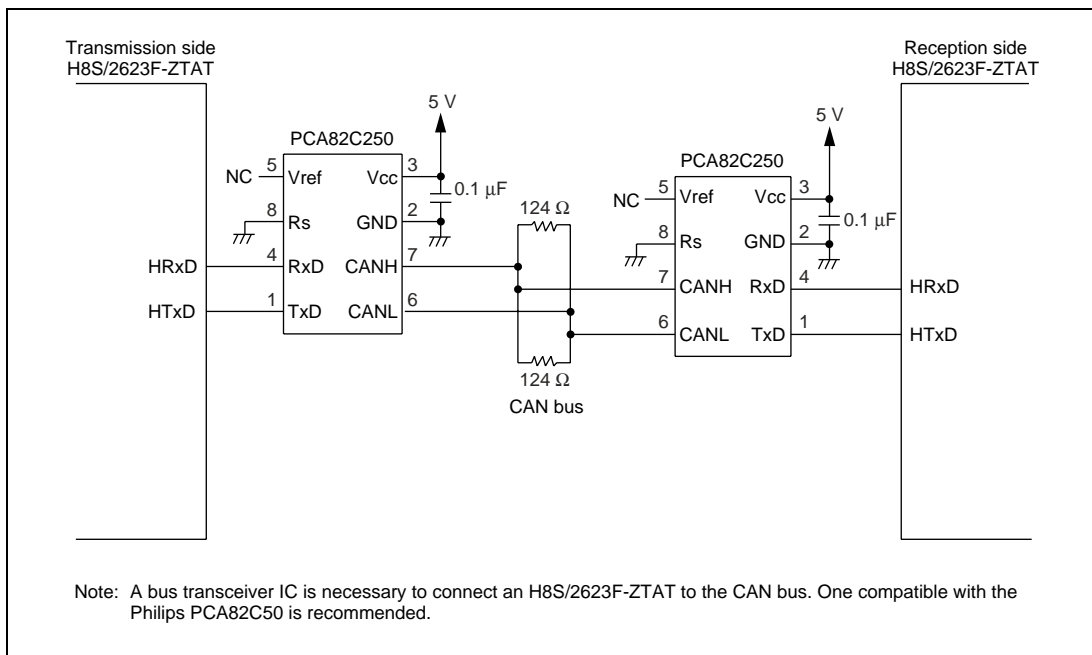 Transmission side
H8S/2623F-ZTAT
Reception side
H8S/2623F-ZTAT
5 V
PCA82C250
NC
5
Vref
Vcc
3
0.1 µF
8
Rs
GND
2
HRxD
4
RxD
CANH
7
HTxD
1
TxD
CANL
6
124 Ω
124 Ω
CAN bus
5 V
PCA82C250
NC
5
Vref
Vcc
3
0.1 µF
8
Rs
GND
2
7
CANH
RxD
4
HRxD
6
CANL
TxD
1
HTxD
Note: A bus transceiver IC is necessary to connect an H8S/2623F-ZTAT to the CAN bus. One compatible with the
Philips PCA82C50 is recommended.